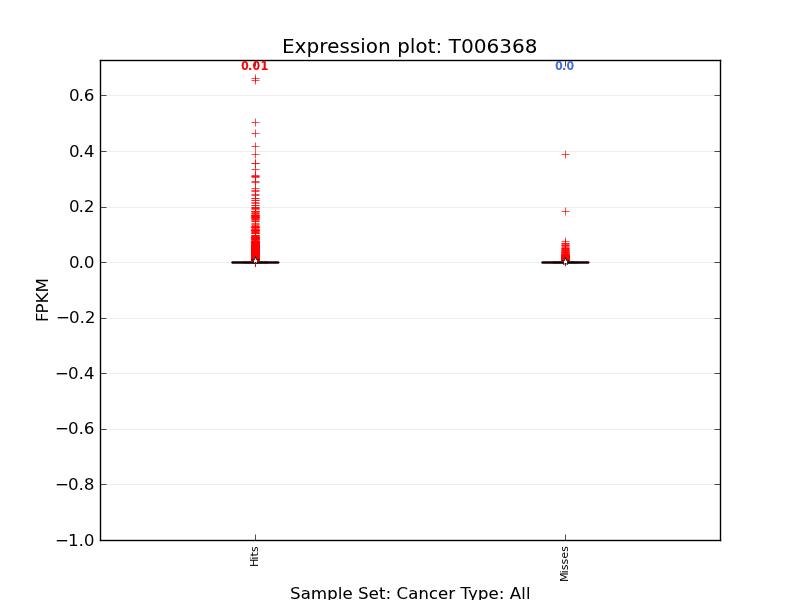 Expression plot: T006368
0.01
0.0
0.6
0.4
0.2
0.0
−0.2
−0.4
−0.6
−0.8
−1.0
FPKM
Hits
Misses
Sample Set: Cancer Type: All